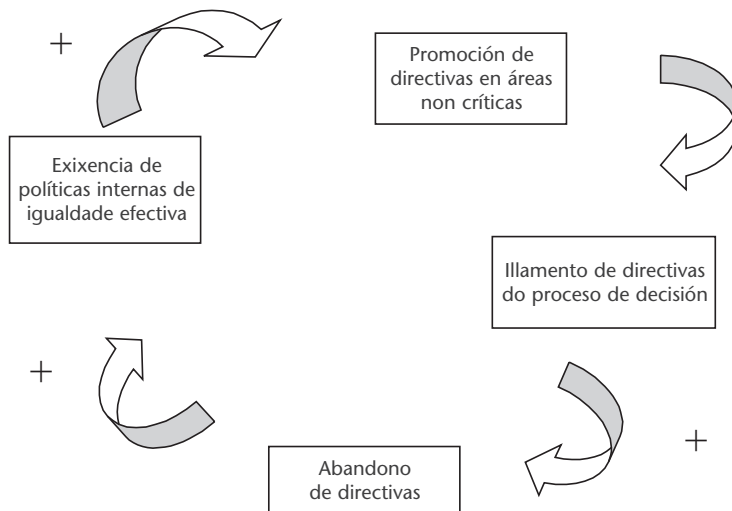 +
Promoción de
directivas en áreas
non críticas
Exixencia de
políticas internas de
igualdade efectiva
Illamento de directivas
do proceso de decisión
+
+
Abandono
de directivas